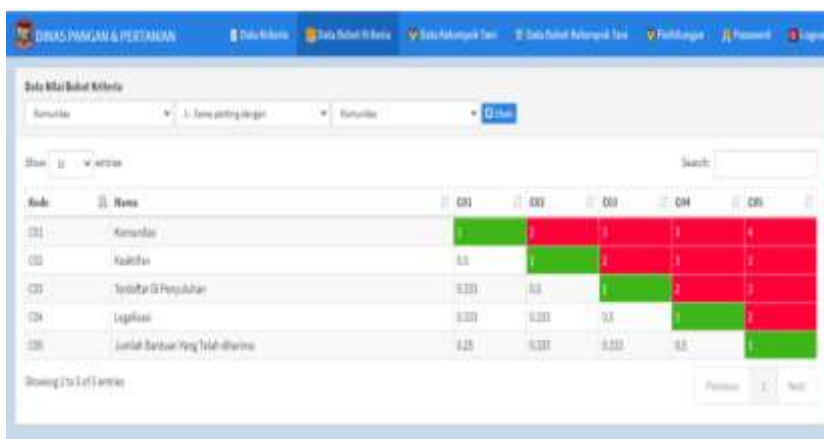 DINAS PANGAN & PERTANIAN Data Kriteria Data Bobot Kriteria Data Kelompok Tani Data Bobot Kelompok Tani Perhitungan Password Logout
Data Nilai Bobot Kriteria
Komunitas 1 - Sama penting dengan Komunitas Ubah
Show 10 entries Search:
Kode Nama C01 C02 C03 C04 C05
C01 Komunitas 1 2 3 3 4
C02 Keaktifan 0.5 1 2 3 3
C03 Terdaftar Di Penyuluhan 0.333 0.5 1 2 3
C04 Legalisasi 0.333 0.333 0.5 1 2
C05 Jumlah Bantuan Yang Telah diterima 0.25 0.333 0.333 0.5 1
Showing 1 to 5 of 5 entries
Previous 1 Next